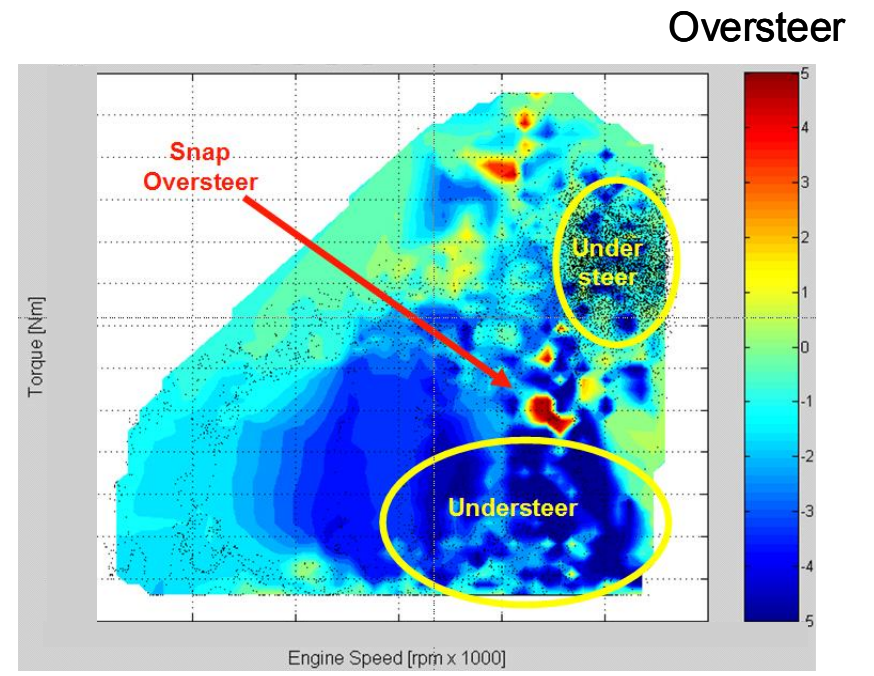 Oversteer
Snap
Oversteer
Under
steer
Understeer
Torque [Nm]
Engine Speed [rpm x 1000]
5
4
3
2
1
0
-1
-2
-3
-4
5